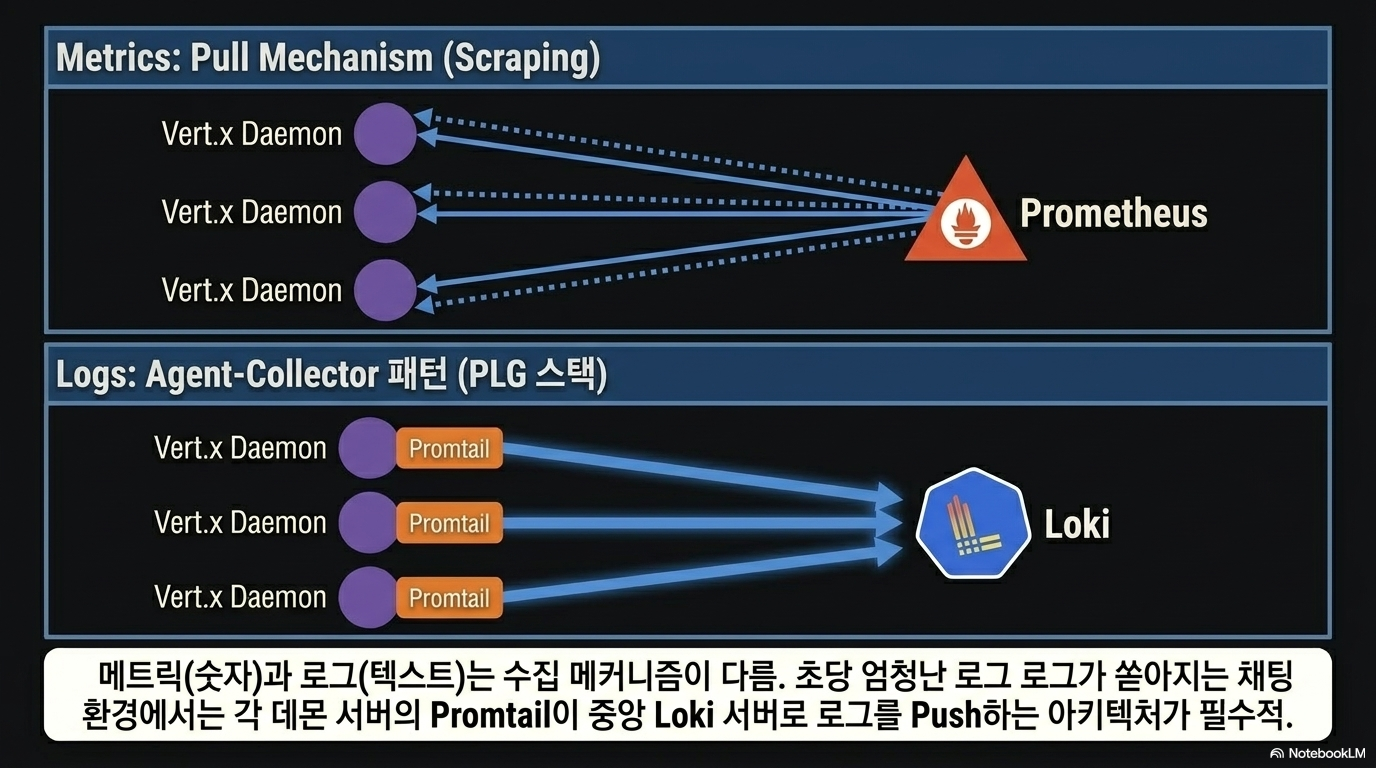 Metrics: Pull Mechanism (Scraping)
Vert.x Daemon
Vert.x Daemon
Vert.x Daemon
Prometheus
Logs: Agent-Collector 패턴 (PLG 스택)
Vert.x Daemon
Promtail
Vert.x Daemon
Promtail
Vert.x Daemon
Promtail
Loki
메트릭(숫자)과 로그(텍스트)는 수집 메커니즘이 다름. 초당 엄청난 로그 로그가 쏟아지는 채팅
환경에서는 각 데몬 서버의 Promtail이 중앙 Loki 서버로 로그를 Push하는 아키텍처가 필수적.
NotebookLM